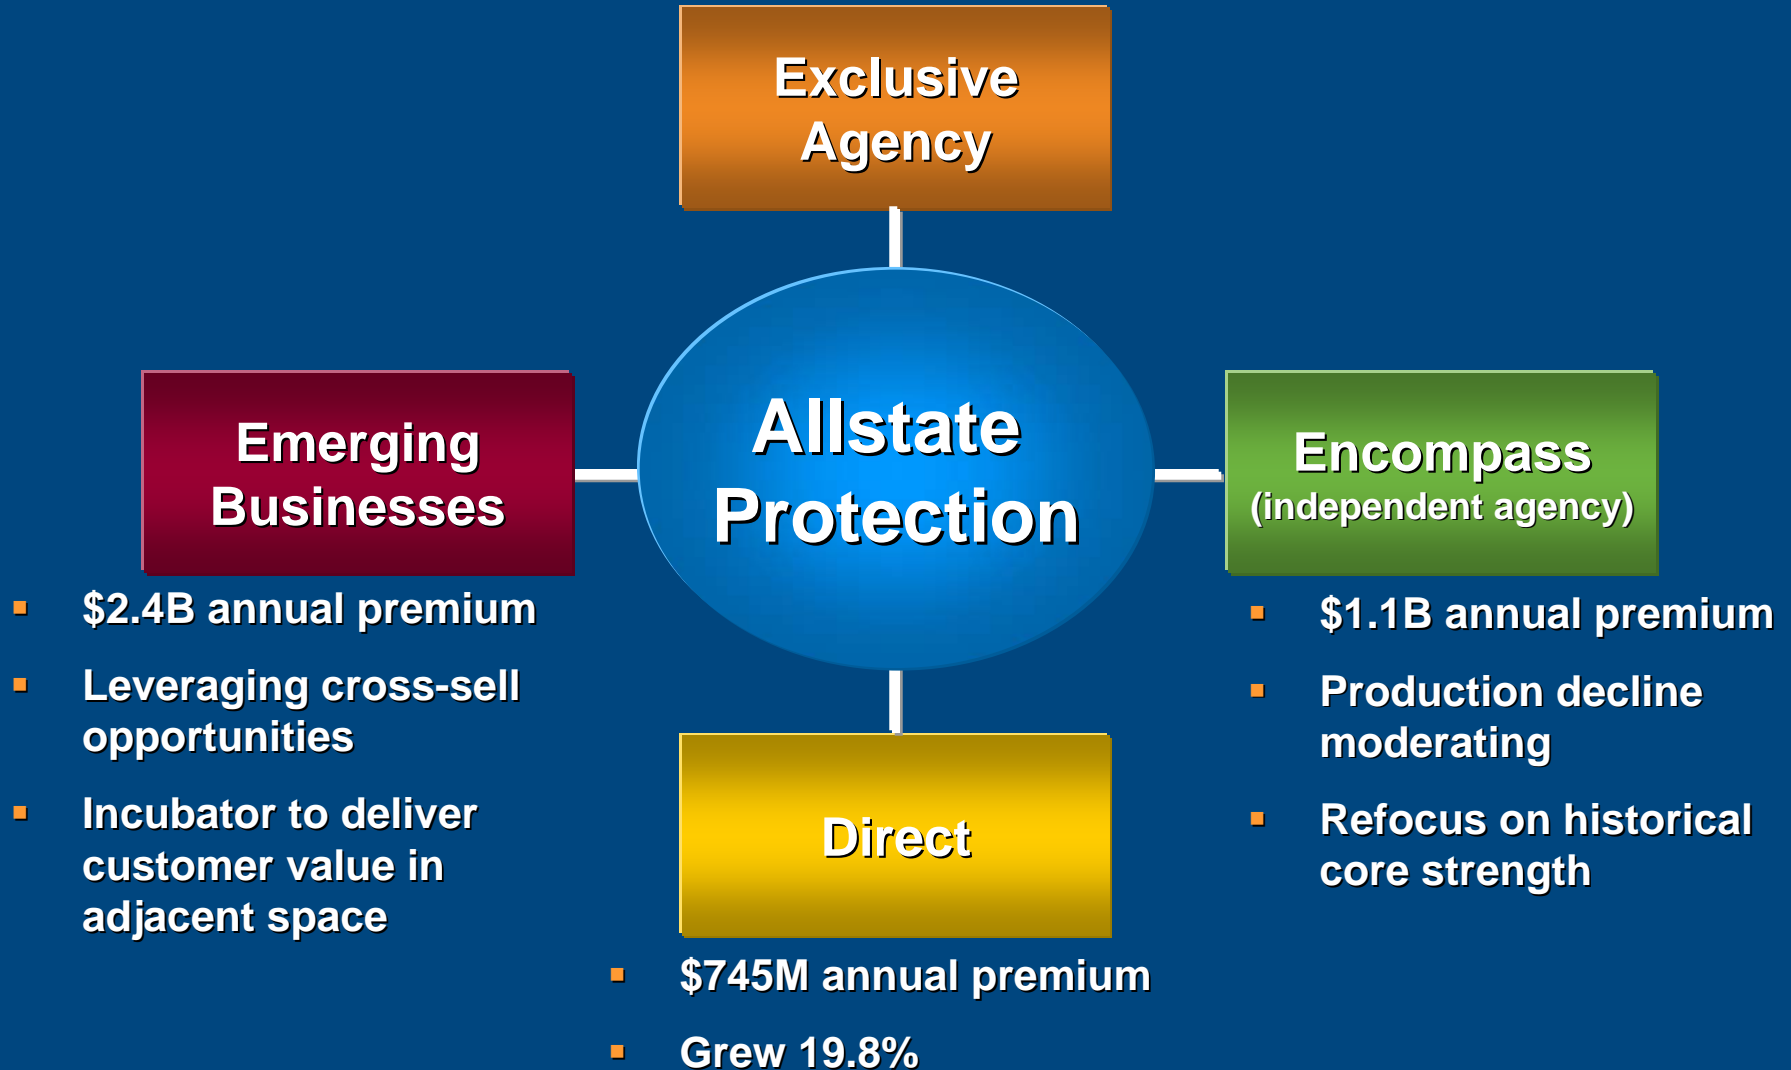 Exclusive
Agency
Allstate
Protection
Emerging
Businesses
▪ $2.4B annual premium
▪ Leveraging cross-sell
opportunities
▪ Incubator to deliver
customer value in
adjacent space
Encompass
(independent agency)
▪ $1.1B annual premium
▪ Production decline
moderating
▪ Refocus on historical
core strength
Direct
▪ $745M annual premium
▪ Grew 19.8%